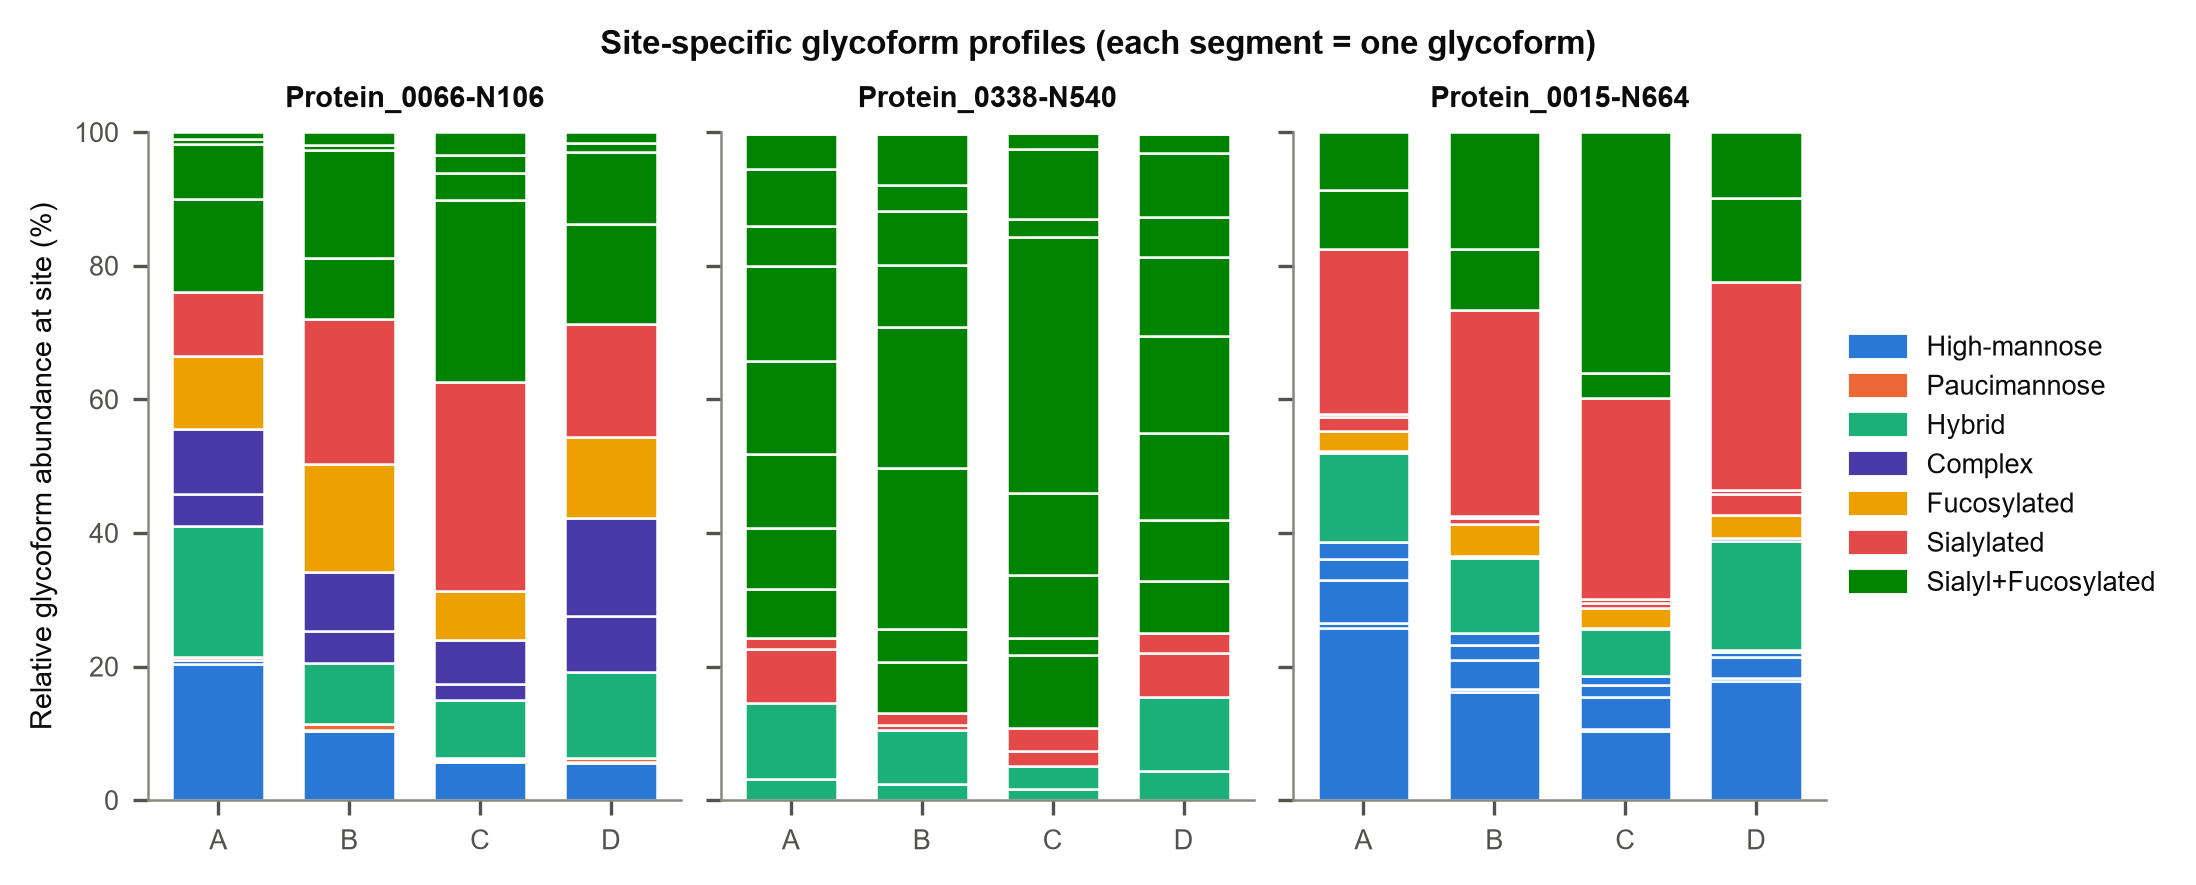 Site-specific glycoform profiles (each segment = one glycoform)
Protein_0066-N106
Protein_0338-N540
Protein_0015-N664
Relative glycoform abundance at site (%)
100
80
60
40
20
0
A B C D
A B C D
A B C D
High-mannose
Paucimannose
Hybrid
Complex
Fucosylated
Sialylated
Sialyl+Fucosylated